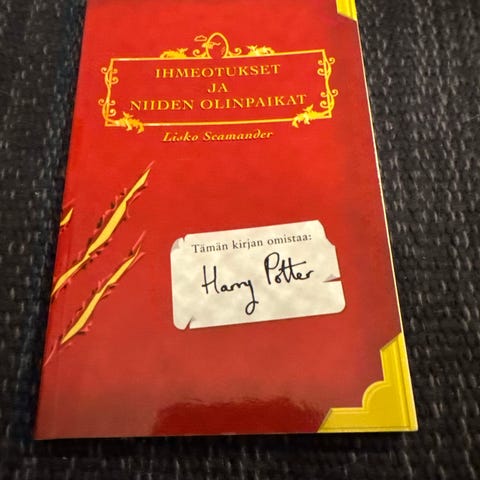 IHMEOTUKSET
JA
NIIDEN OLINPAIKAT
Lisko Scamander
Tämän kirjan omistaa:
Harry Potter